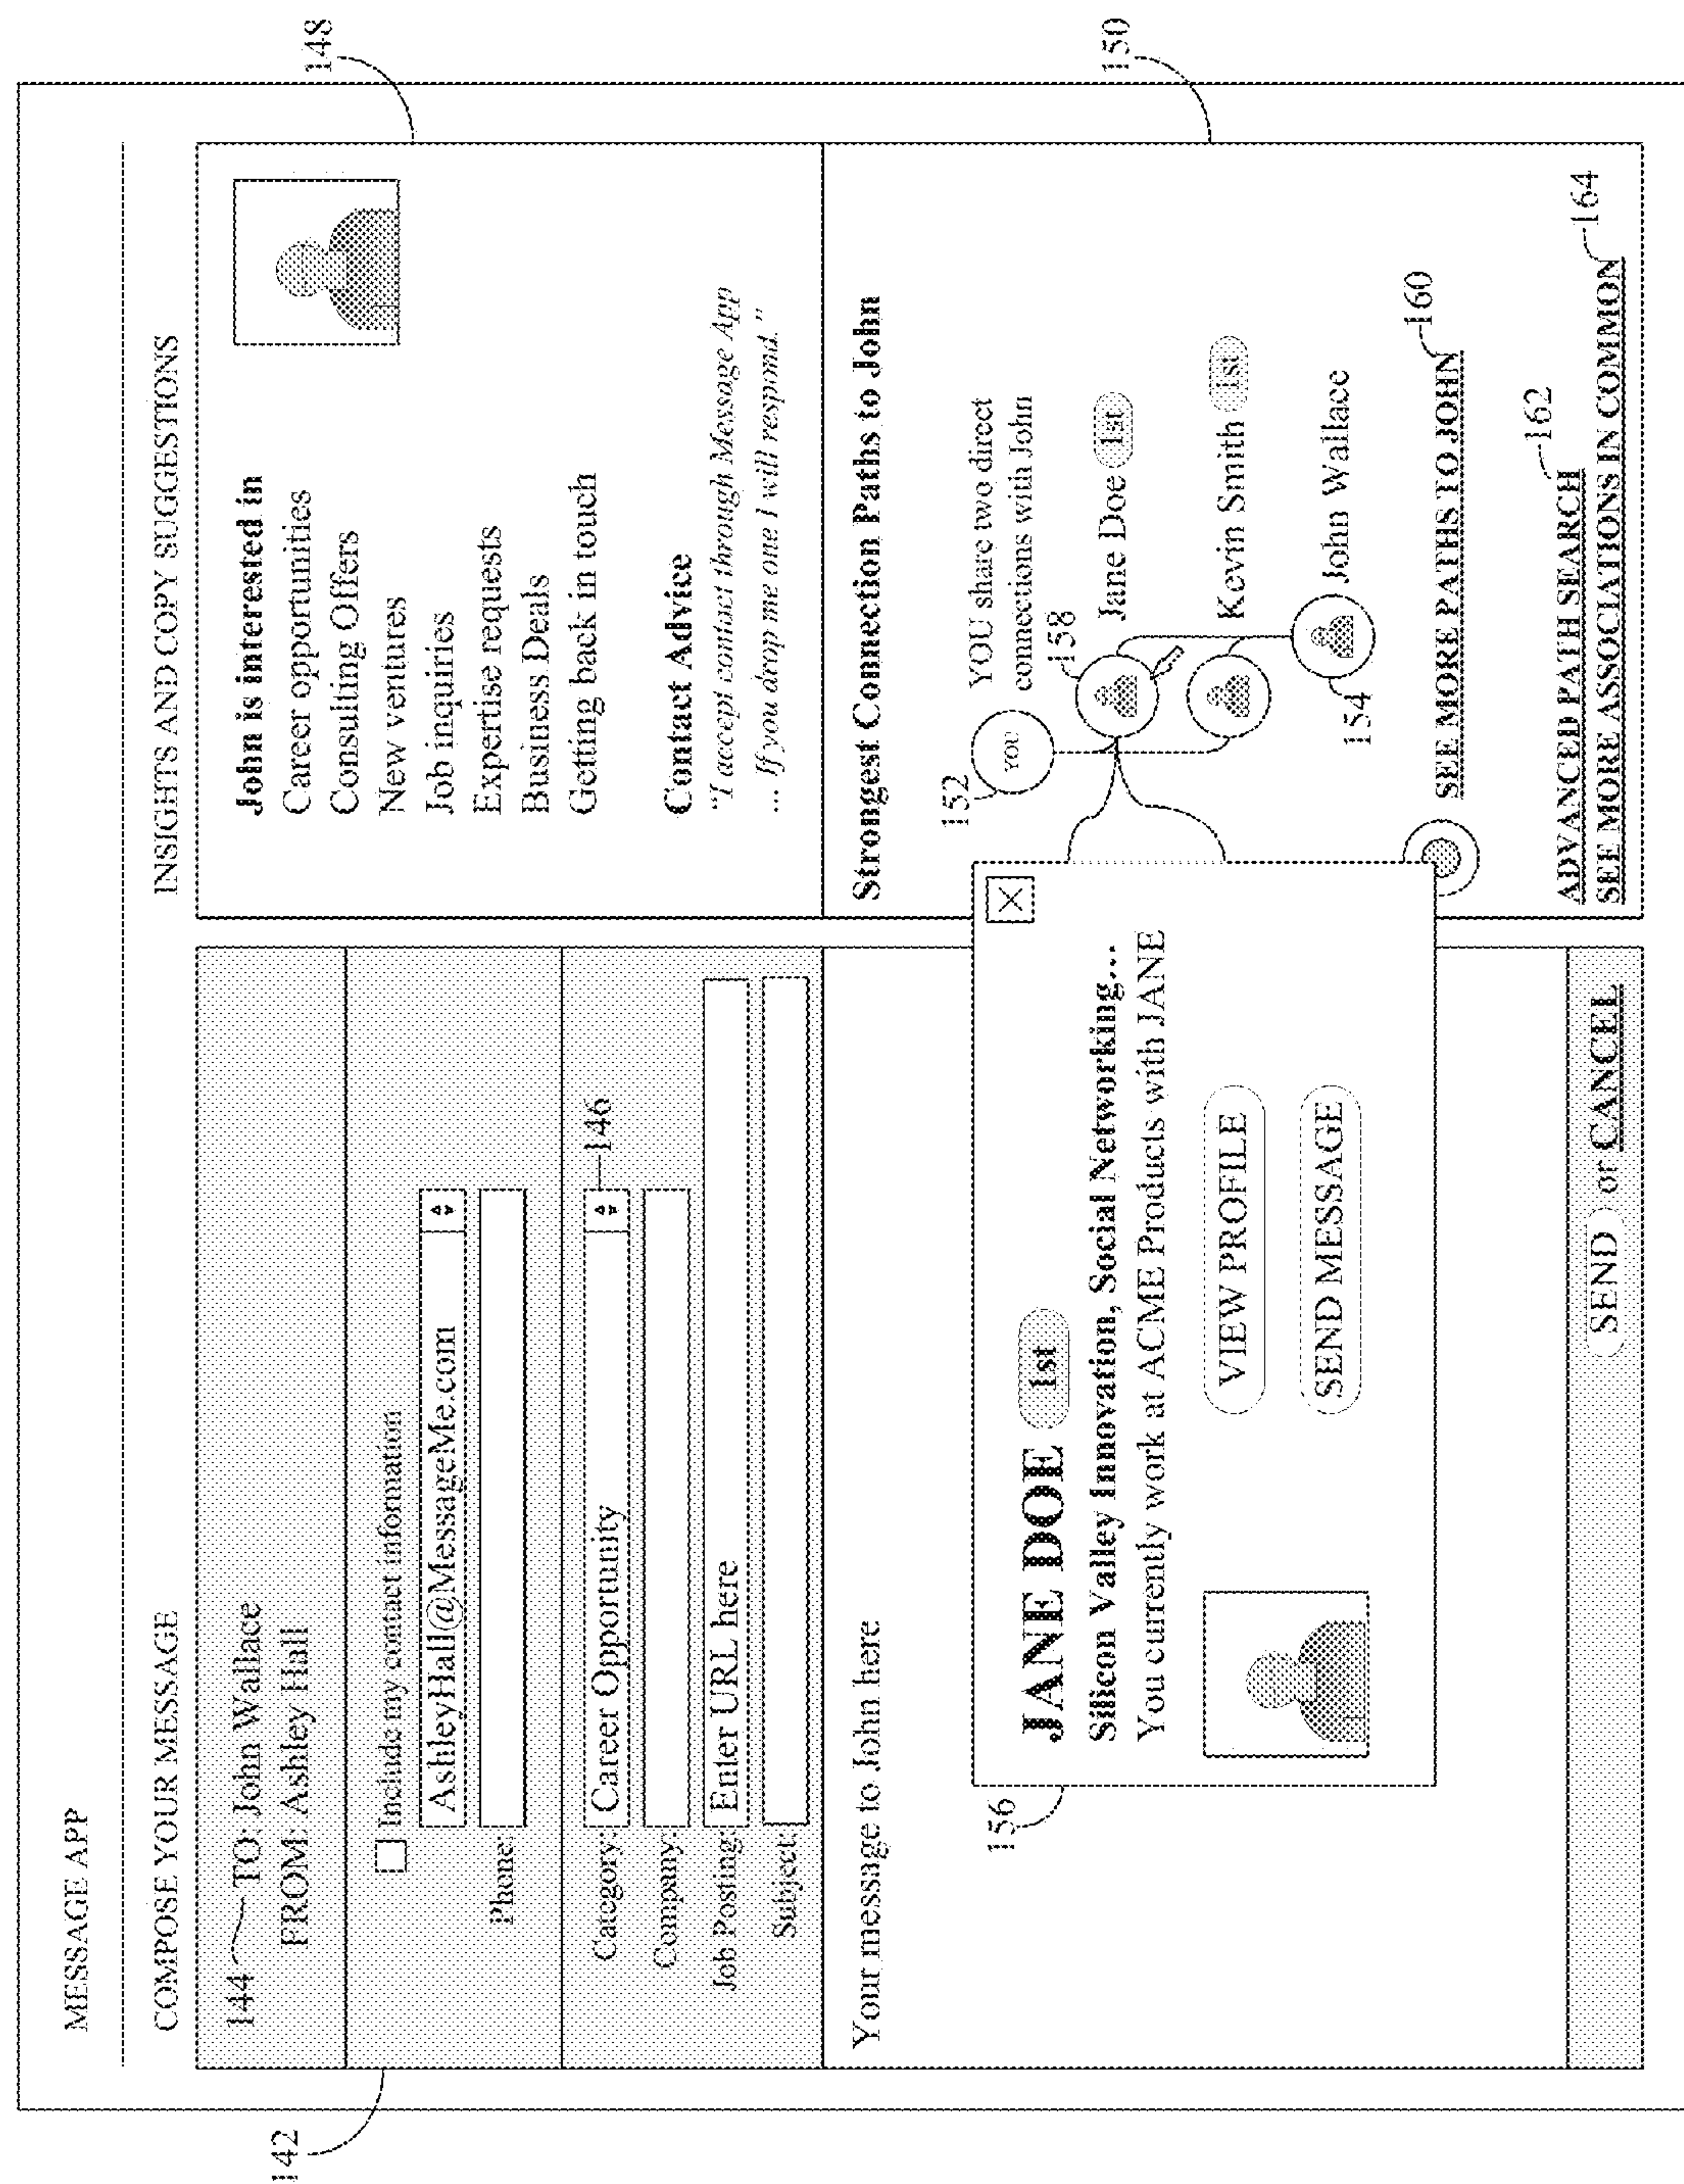 MESSAGE APP
COMPOSE YOUR MESSAGE
144
TO: John Wallace
FROM: Ashley Hall
142
Include my contact information
AshleyHall@MessageMe.com
Phone:
Category: Career Opportunity
146
Company:
Job Posting: Enter URL here
Subject:
Your message to John here
156
JANE DOE 1st
Silicon Valley Innovation, Social Networking...
You currently work at ACME Products with JANE
VIEW PROFILE
SEND MESSAGE
SEND or CANCEL
INSIGHTS AND COPY SUGGESTIONS
148
John is interested in
Career opportunities
Consulting Offers
New ventures
Job inquiries
Expertise requests
Business Deals
Getting back in touch
Contact Advice
"I accept contact through Message App
... If you drop me one I will respond."
Strongest Connection Paths to John
150
152
YOU
YOU share two direct
connections with John
158
Jane Doe 1st
Kevin Smith 1st
154
John Wallace
SEE MORE PATHS TO JOHN
160
ADVANCED PATH SEARCH
162
SEE MORE ASSOCIATIONS IN COMMON
164